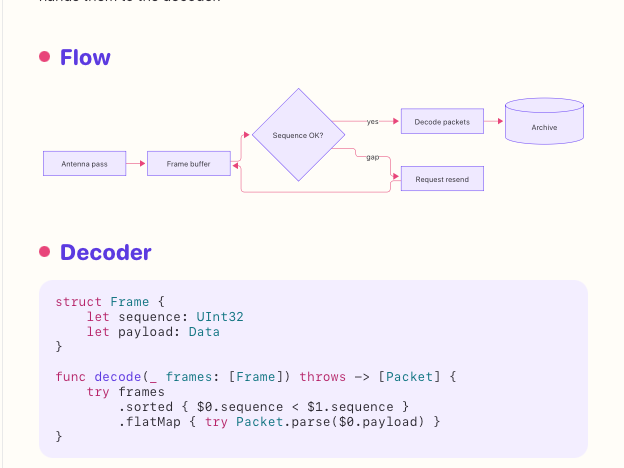 Flow
Sequence OK?
yes
Decode packets
Archive
Antenna pass
Frame buffer
gap
Request resend
Decoder
struct Frame {
    let sequence: UInt32
    let payload: Data
}

func decode(_ frames: [Frame]) throws -> [Packet] {
    try frames
        .sorted { $0.sequence < $1.sequence }
        .flatMap { try Packet.parse($0.payload) }
}